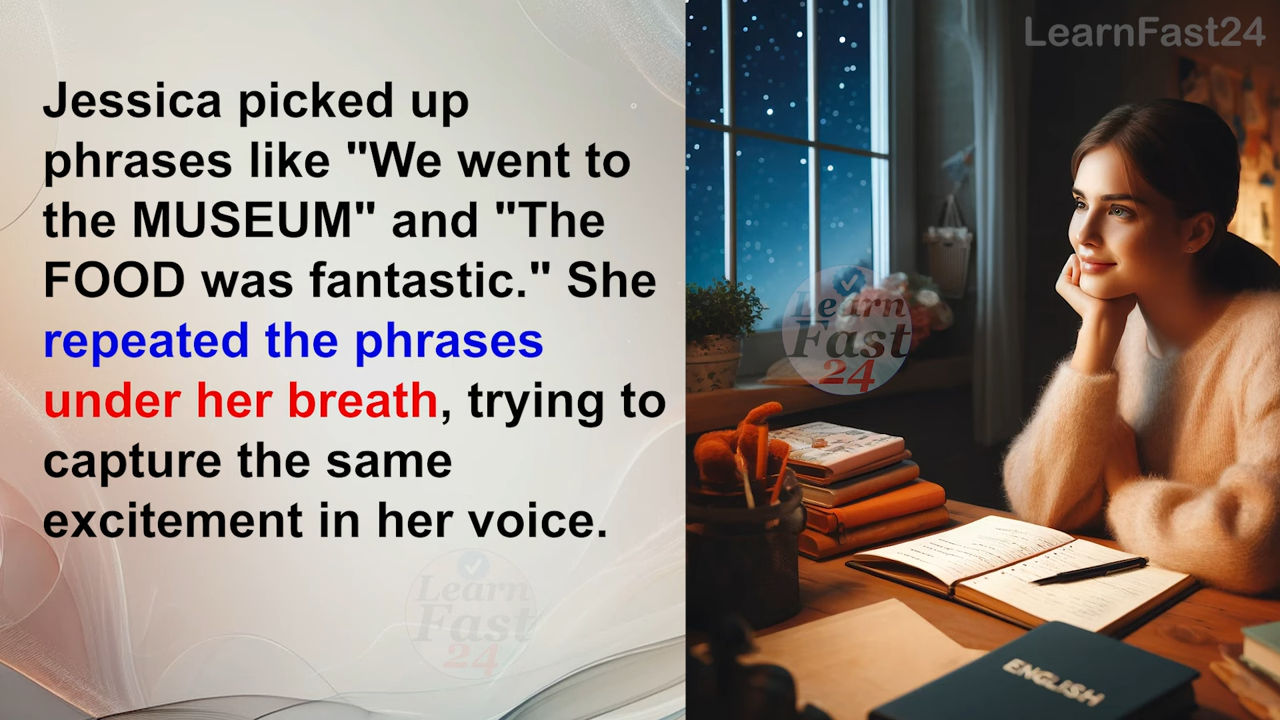 LearnFast24
Jessica picked up
phrases like "We went to
the MUSEUM" and "The
FOOD was fantastic." She
repeated the phrases
under her breath, trying to
capture the same
excitement in her voice.
Learn
Fast
24
Learn
Fast
24
ENGLISH